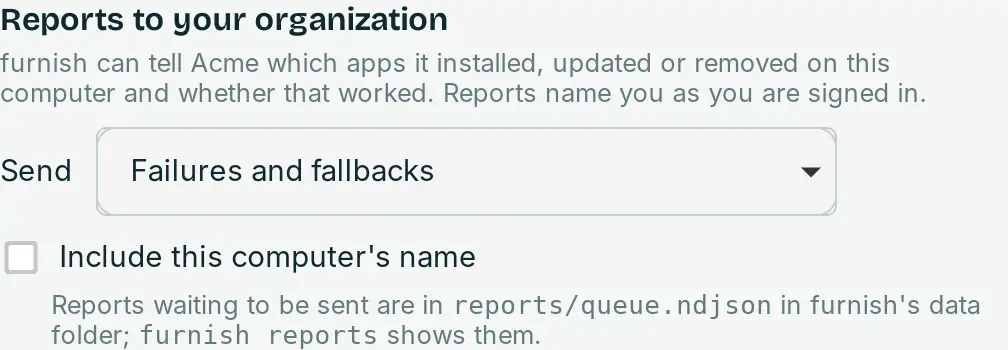 Reports to your organization
furnish can tell Acme which apps it installed, updated or removed on this
computer and whether that worked. Reports name you as you are signed in.
Send Failures and fallbacks
Include this computer's name
Reports waiting to be sent are in reports/queue.ndjson in furnish's data
folder; furnish reports shows them.